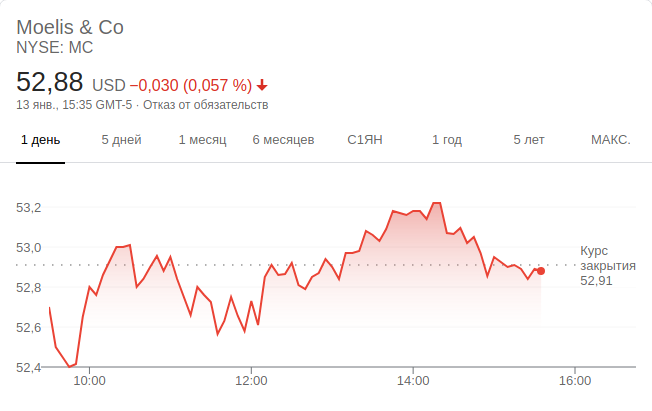 Moelis & Co
NYSE: MC
52,88 USD −0,030 (0,057 %)
13 янв., 15:35 GMT-5 · Отказ от обязательств
1 день 5 дней 1 месяц 6 месяцев С1ЯН 1 год 5 лет МАКС.
53,2
53,0
52,8
52,6
52,4
Курс
закрытия
52,91
10:00 12:00 14:00 16:00